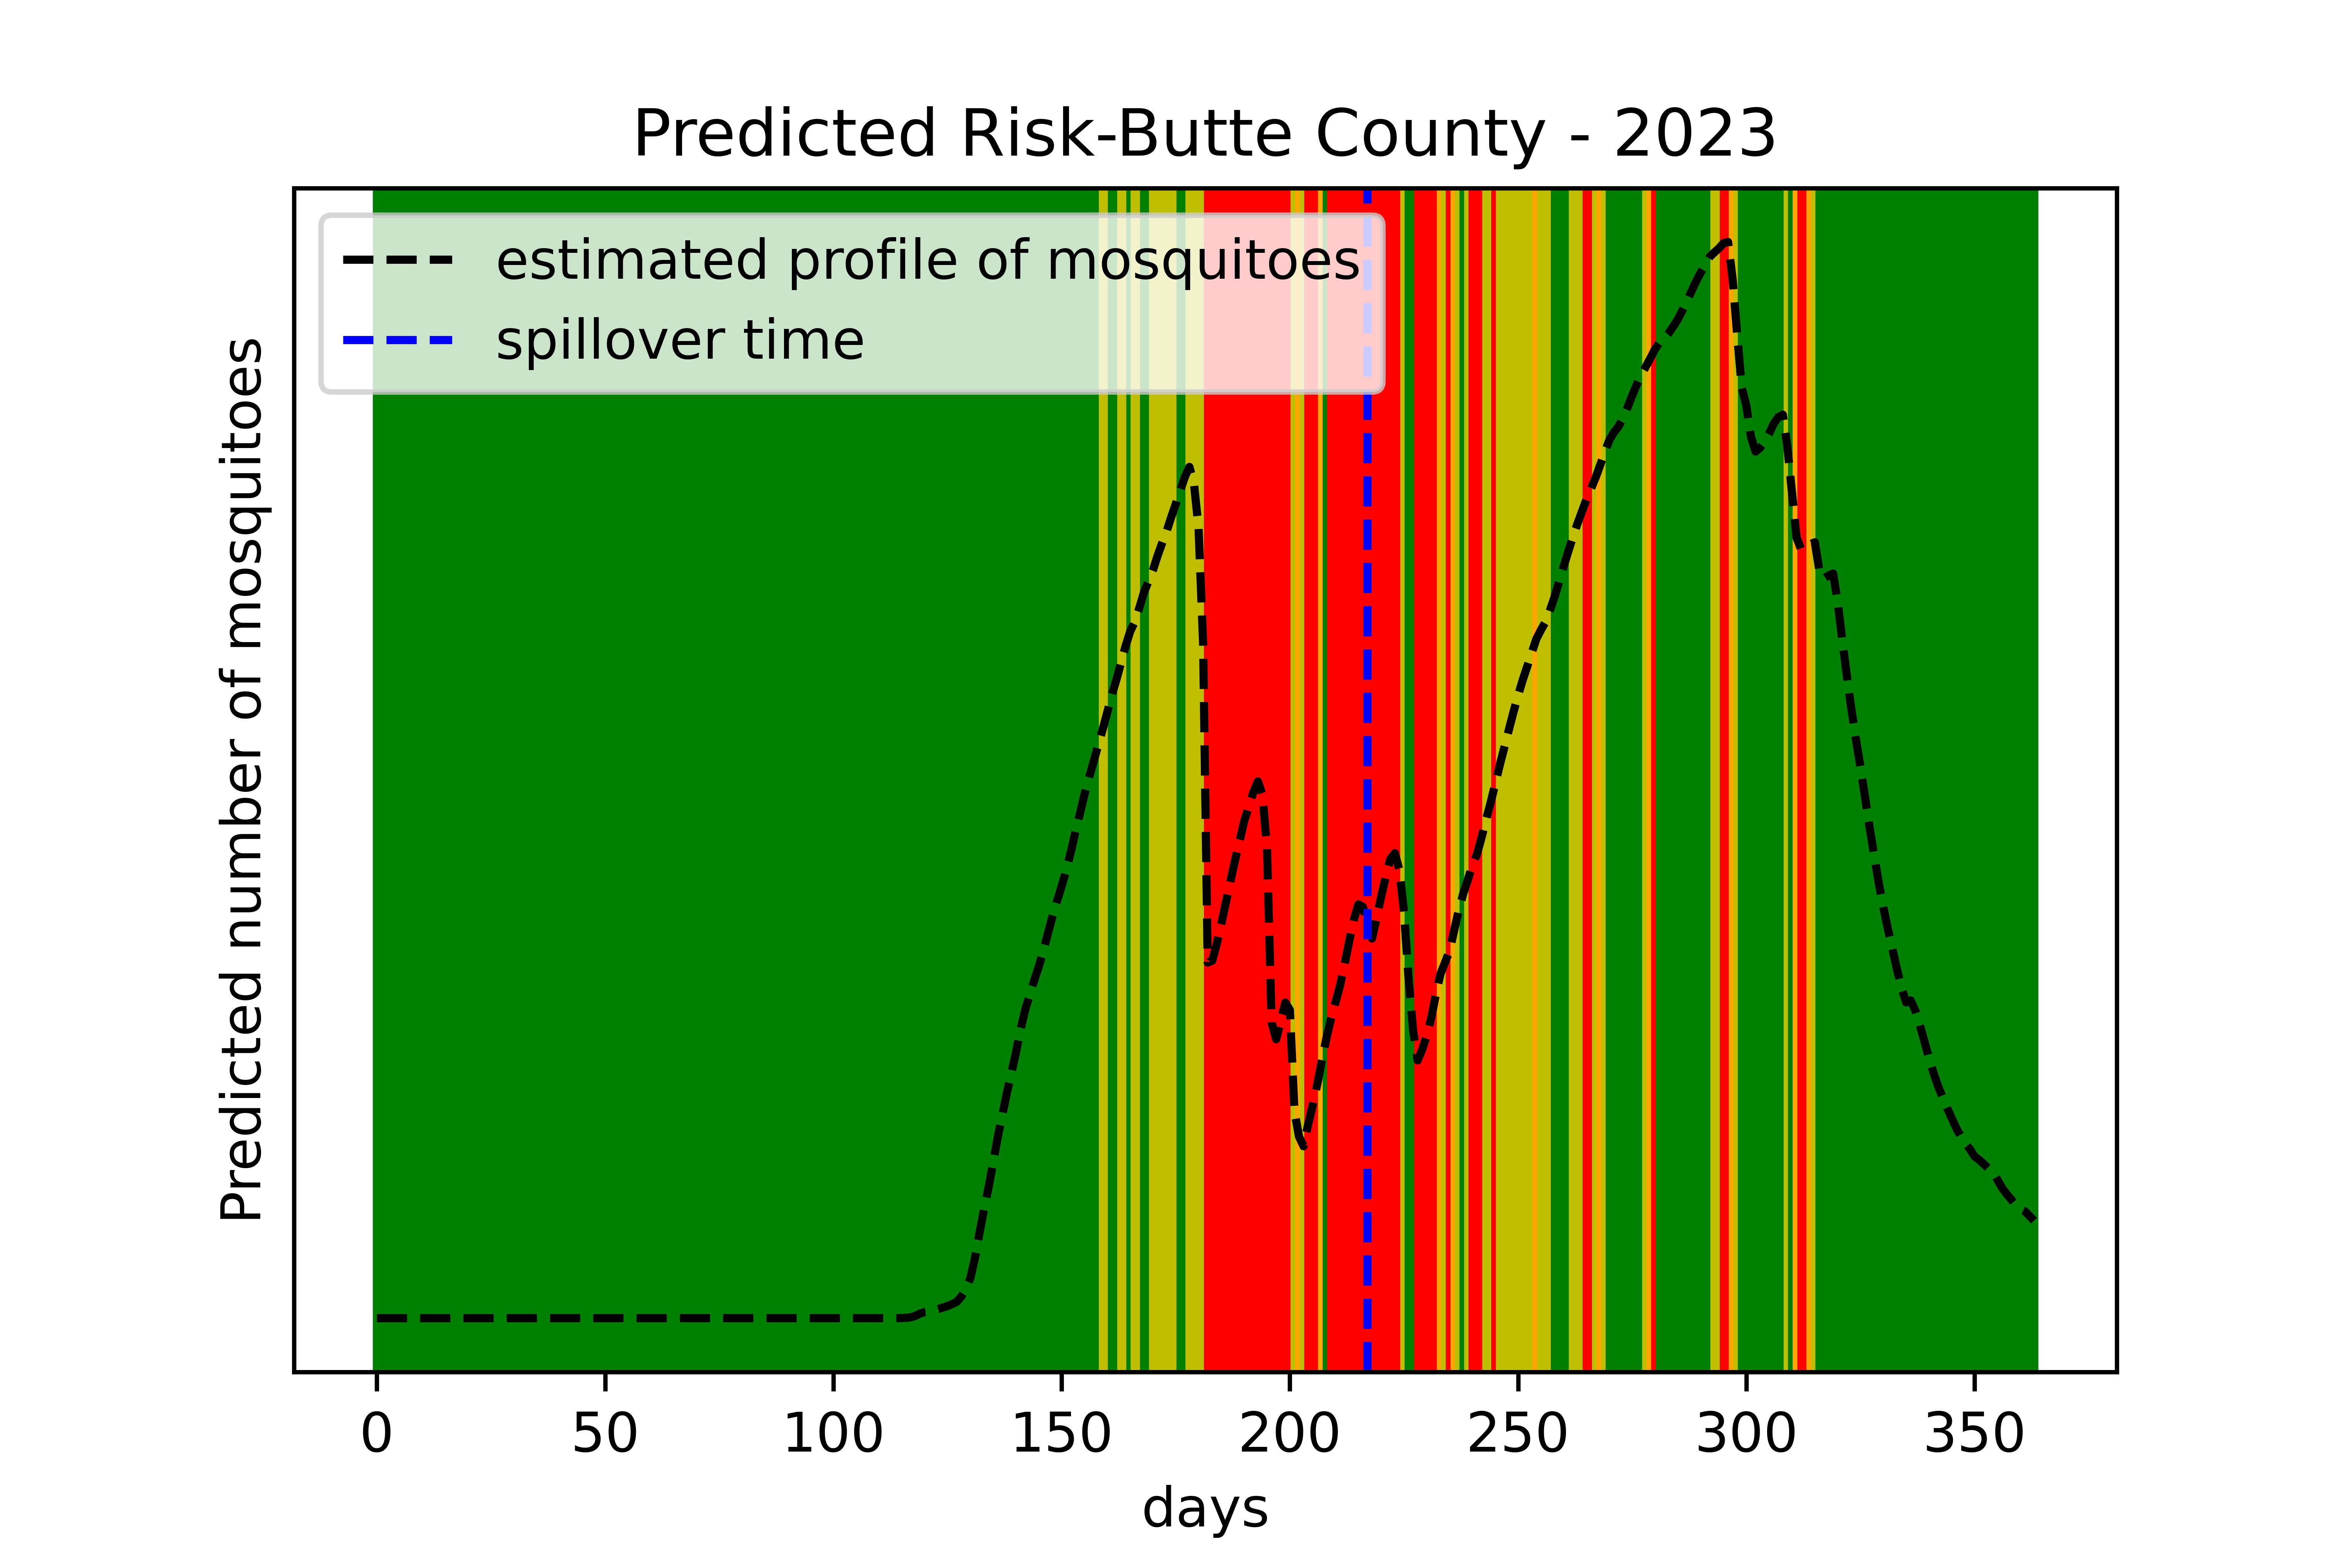 Predicted Risk-Butte County - 2023
estimated profile of mosquitoes
spillover time
Predicted number of mosquitoes
0 50 100 150 200 250 300 350
days